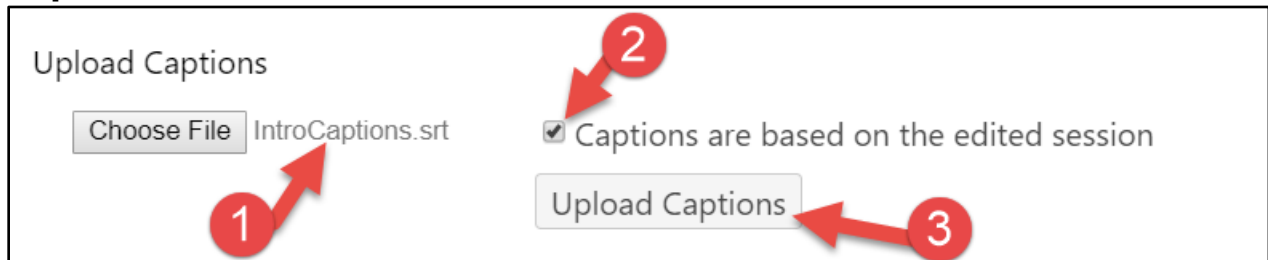 Upload Captions
2
Choose File IntroCaptions.srt
Captions are based on the edited session
1
Upload Captions
3